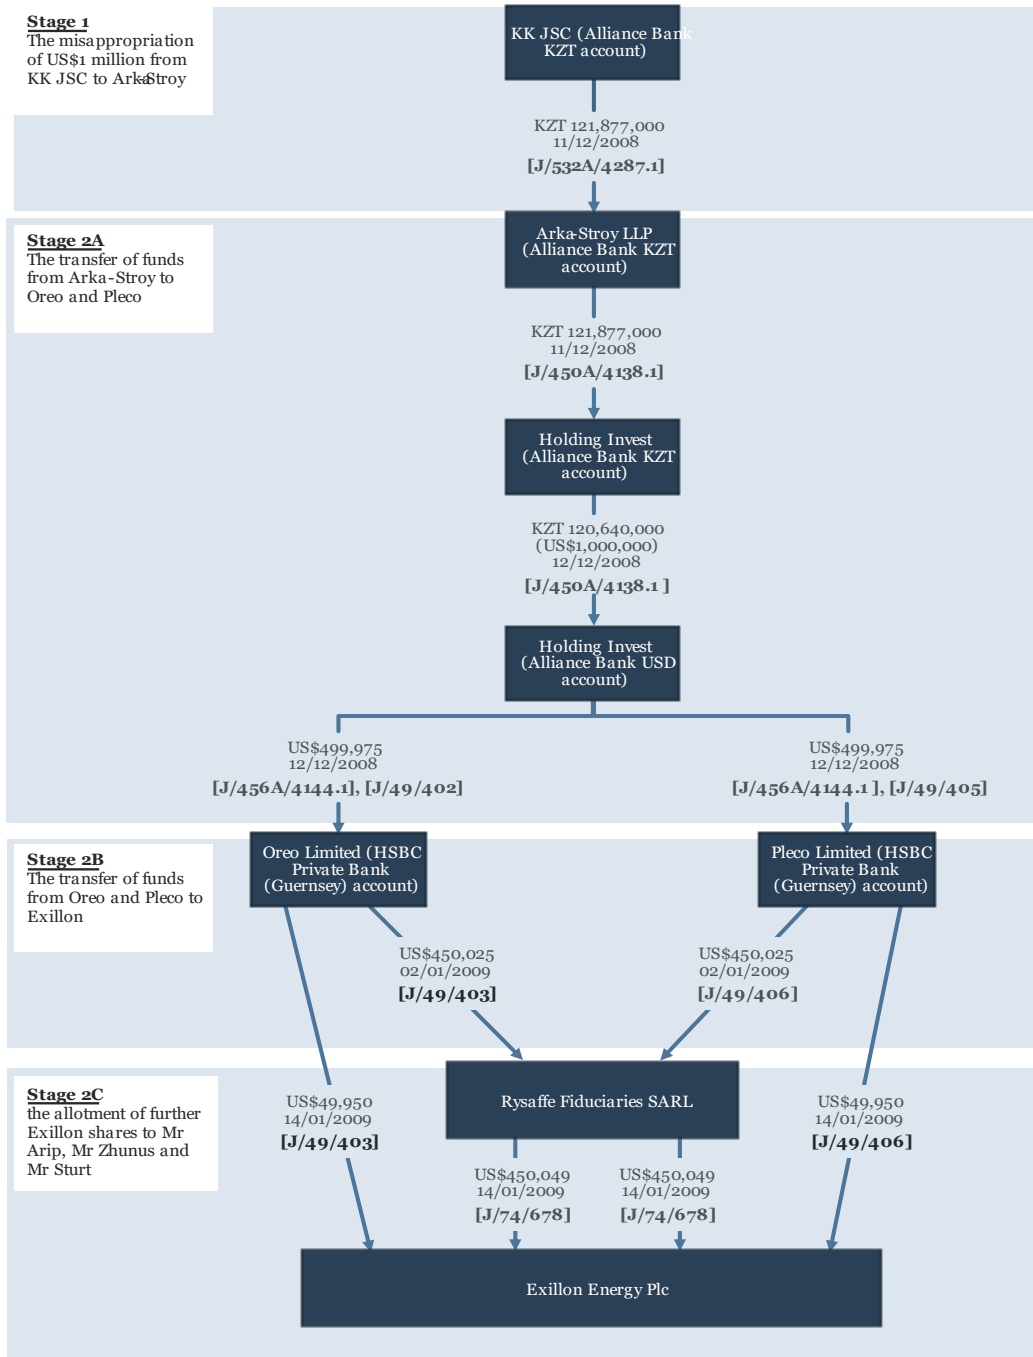 Stage 1
The misappropriation
of US$1 million from
KK JSC to Arka-Stroy
KK JSC (Alliance Bank
KZT account)
KZT 121,877,000
11/12/2008
[J/532A/4287.1]
Stage 2A
The transfer of funds
from Arka-Stroy to
Oreo and Pleco
Arka-Stroy LLP
(Alliance Bank KZT
account)
KZT 121,877,000
11/12/2008
[J/450A/4138.1]
Holding Invest
(Alliance Bank KZT
account)
KZT 120,640,000
(US$1,000,000)
12/12/2008
[J/450A/4138.1 ]
Holding Invest
(Alliance Bank USD
account)
US$499,975
12/12/2008
[J/456A/4144.1], [J/49/402]
US$499,975
12/12/2008
[J/456A/4144.1 ], [J/49/405]
Stage 2B
The transfer of funds
from Oreo and Pleco to
Exillon
Oreo Limited (HSBC
Private Bank
(Guernsey) account)
Pleco Limited (HSBC
Private Bank
(Guernsey) account)
US$450,025
02/01/2009
[J/49/403]
US$450,025
02/01/2009
[J/49/406]
Stage 2C
the allotment of further
Exillon shares to Mr
Arip, Mr Zhunus and
Mr Sturt
Rysaffe Fiduciaries SARL
US$49,950
14/01/2009
[J/49/403]
US$49,950
14/01/2009
[J/49/406]
US$450,049
14/01/2009
[J/74/678]
US$450,049
14/01/2009
[J/74/678]
Exillon Energy Plc